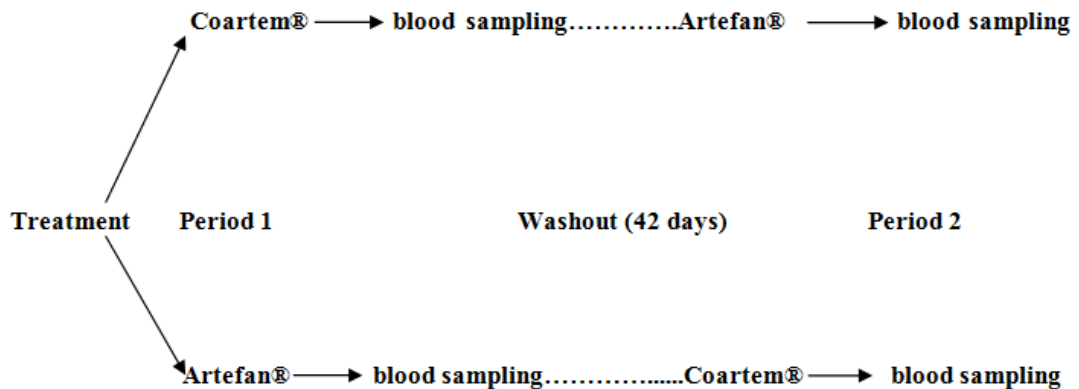 Coartem® blood sampling.............Artefan® blood sampling
Treatment Period 1 Washout (42 days) Period 2
Artefan® blood sampling..................Coartem® blood sampling